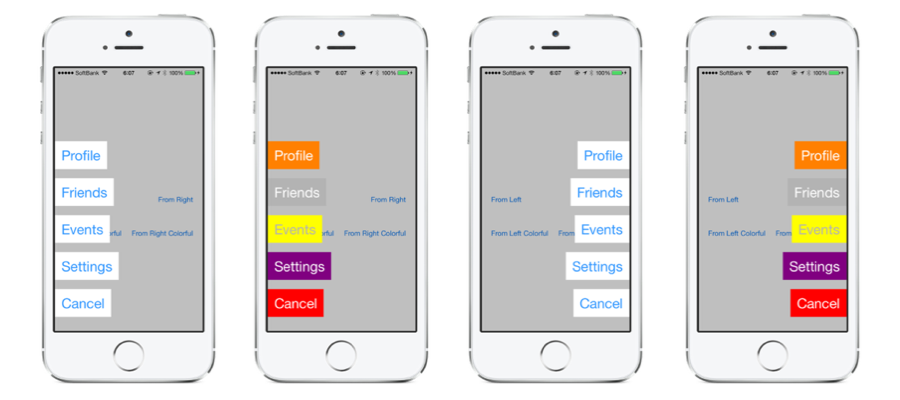 SoftBank 6:07 100%
Profile
Friends
From Right
Events rful From Right Colorful
Settings
Cancel
SoftBank 6:07 100%
Profile
Friends
From Right
Events ful From Right Colorful
Settings
Cancel
SoftBank 6:07 100%
Profile
Friends
From Left
From Left Colorful From Events
Settings
Cancel
SoftBank 6:07 100%
Profile
Friends
From Left
From Left Colorful From Events
Settings
Cancel